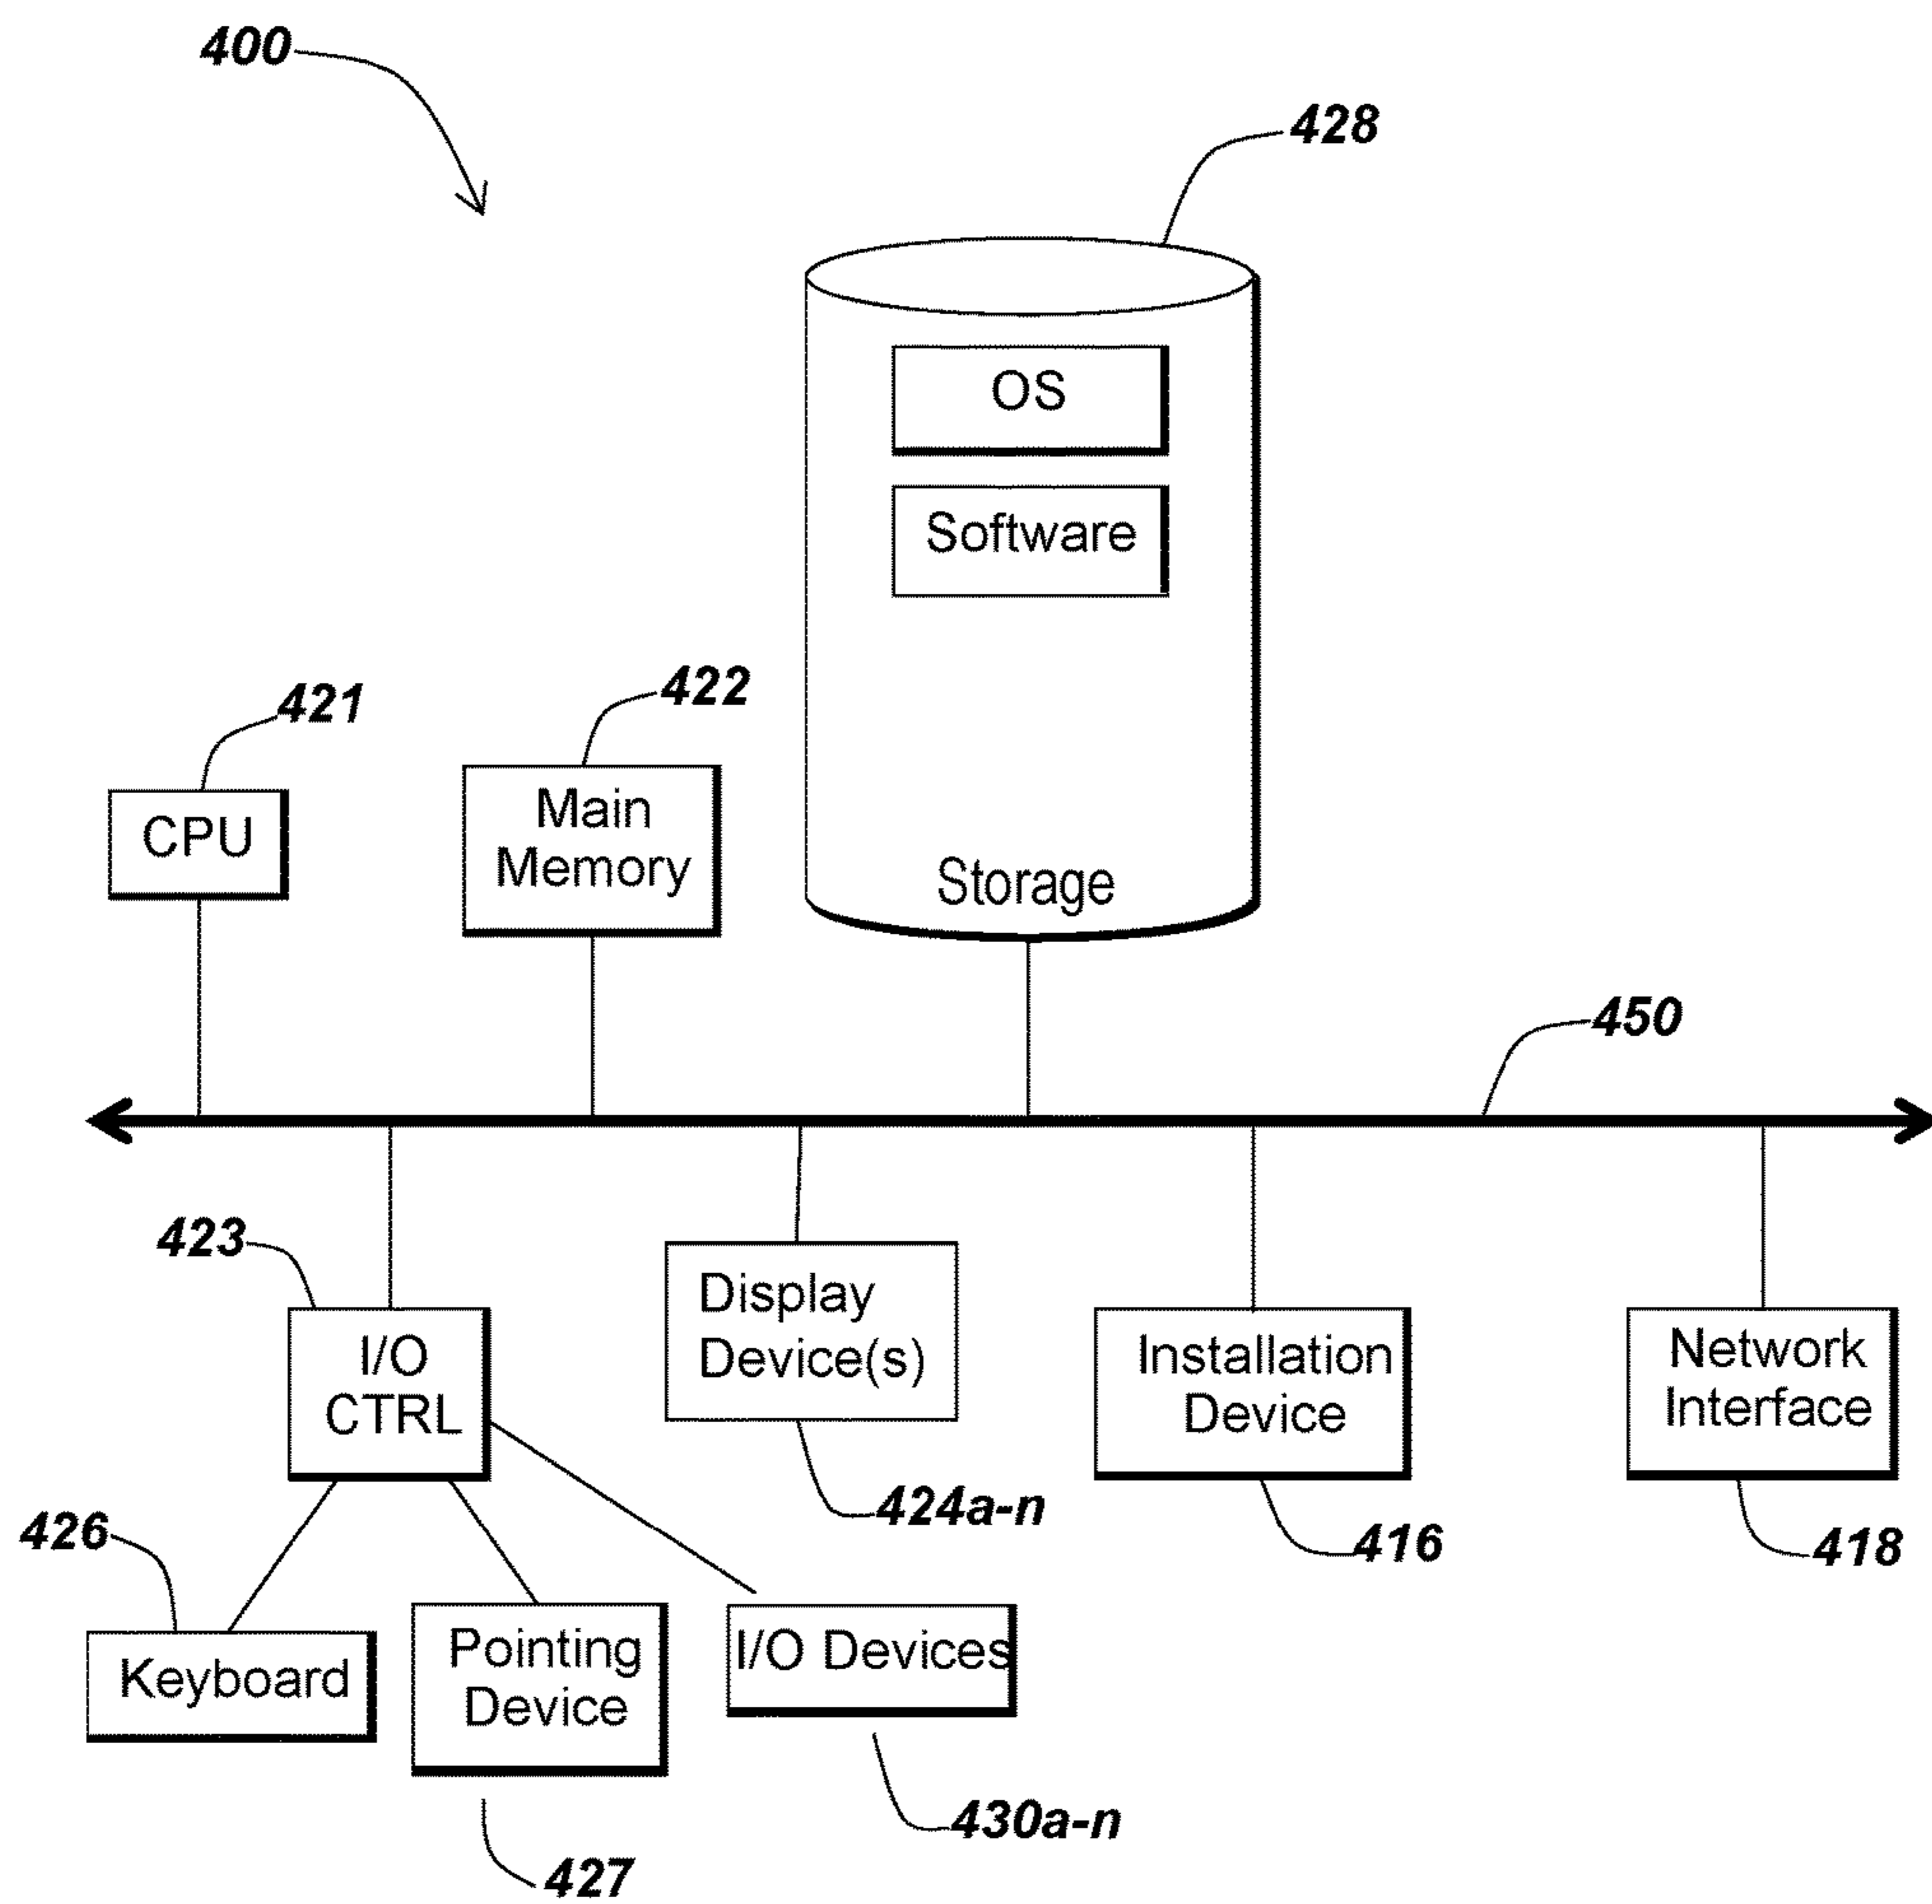 400
428
OS
Software
421
422
CPU
Main
Memory
Storage
450
423
I/O
CTRL
Display
Device(s)
Installation
Device
Network
Interface
424a-n
416
418
426
Keyboard
Pointing
Device
I/O Devices
430a-n
427